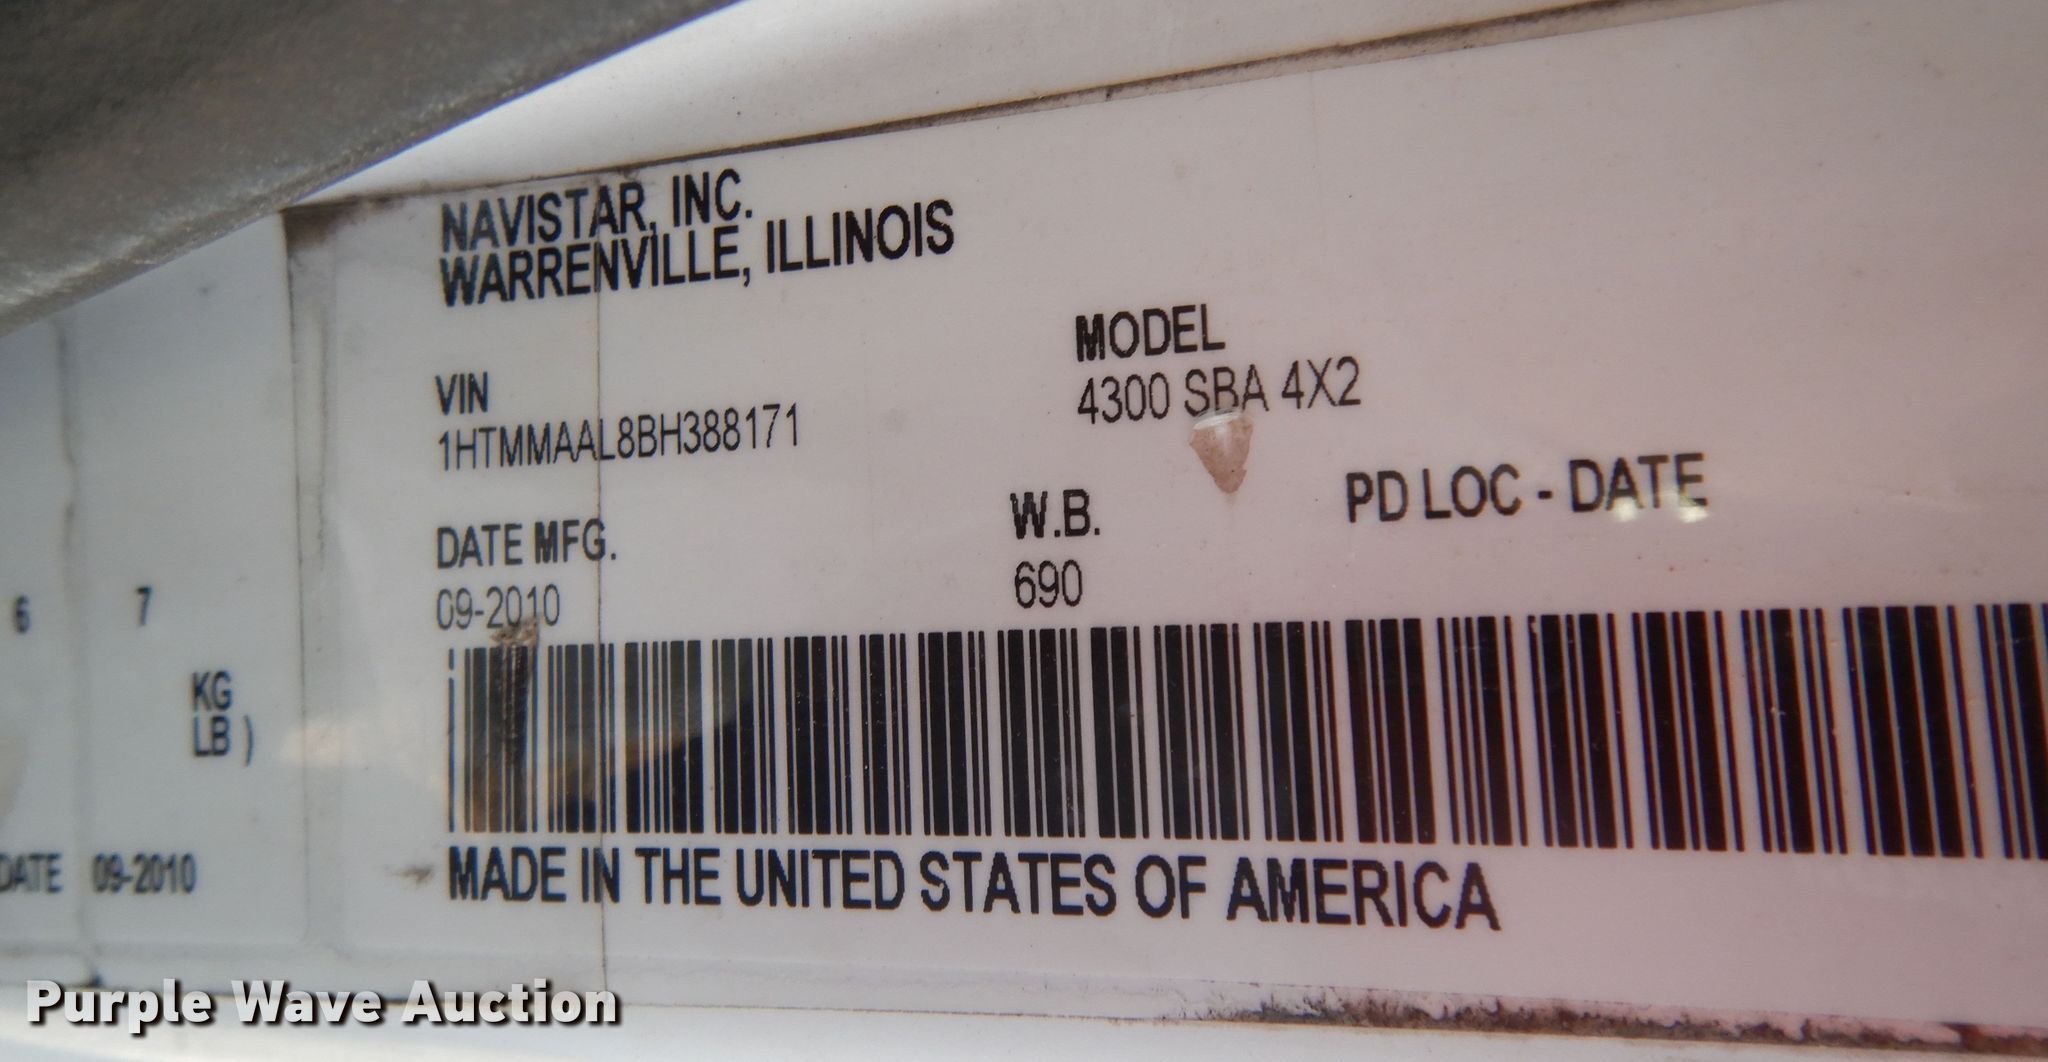 NAVISTAR, INC.
WARRENVILLE, ILLINOIS
VIN
1HTMMAAL8BH388171
MODEL
4300 SBA 4X2
DATE MFG.
09-2010
W.B.
690
PD LOC - DATE
MADE IN THE UNITED STATES OF AMERICA
6 7
KG
LB )
DATE 09-2010
Purple Wave Auction